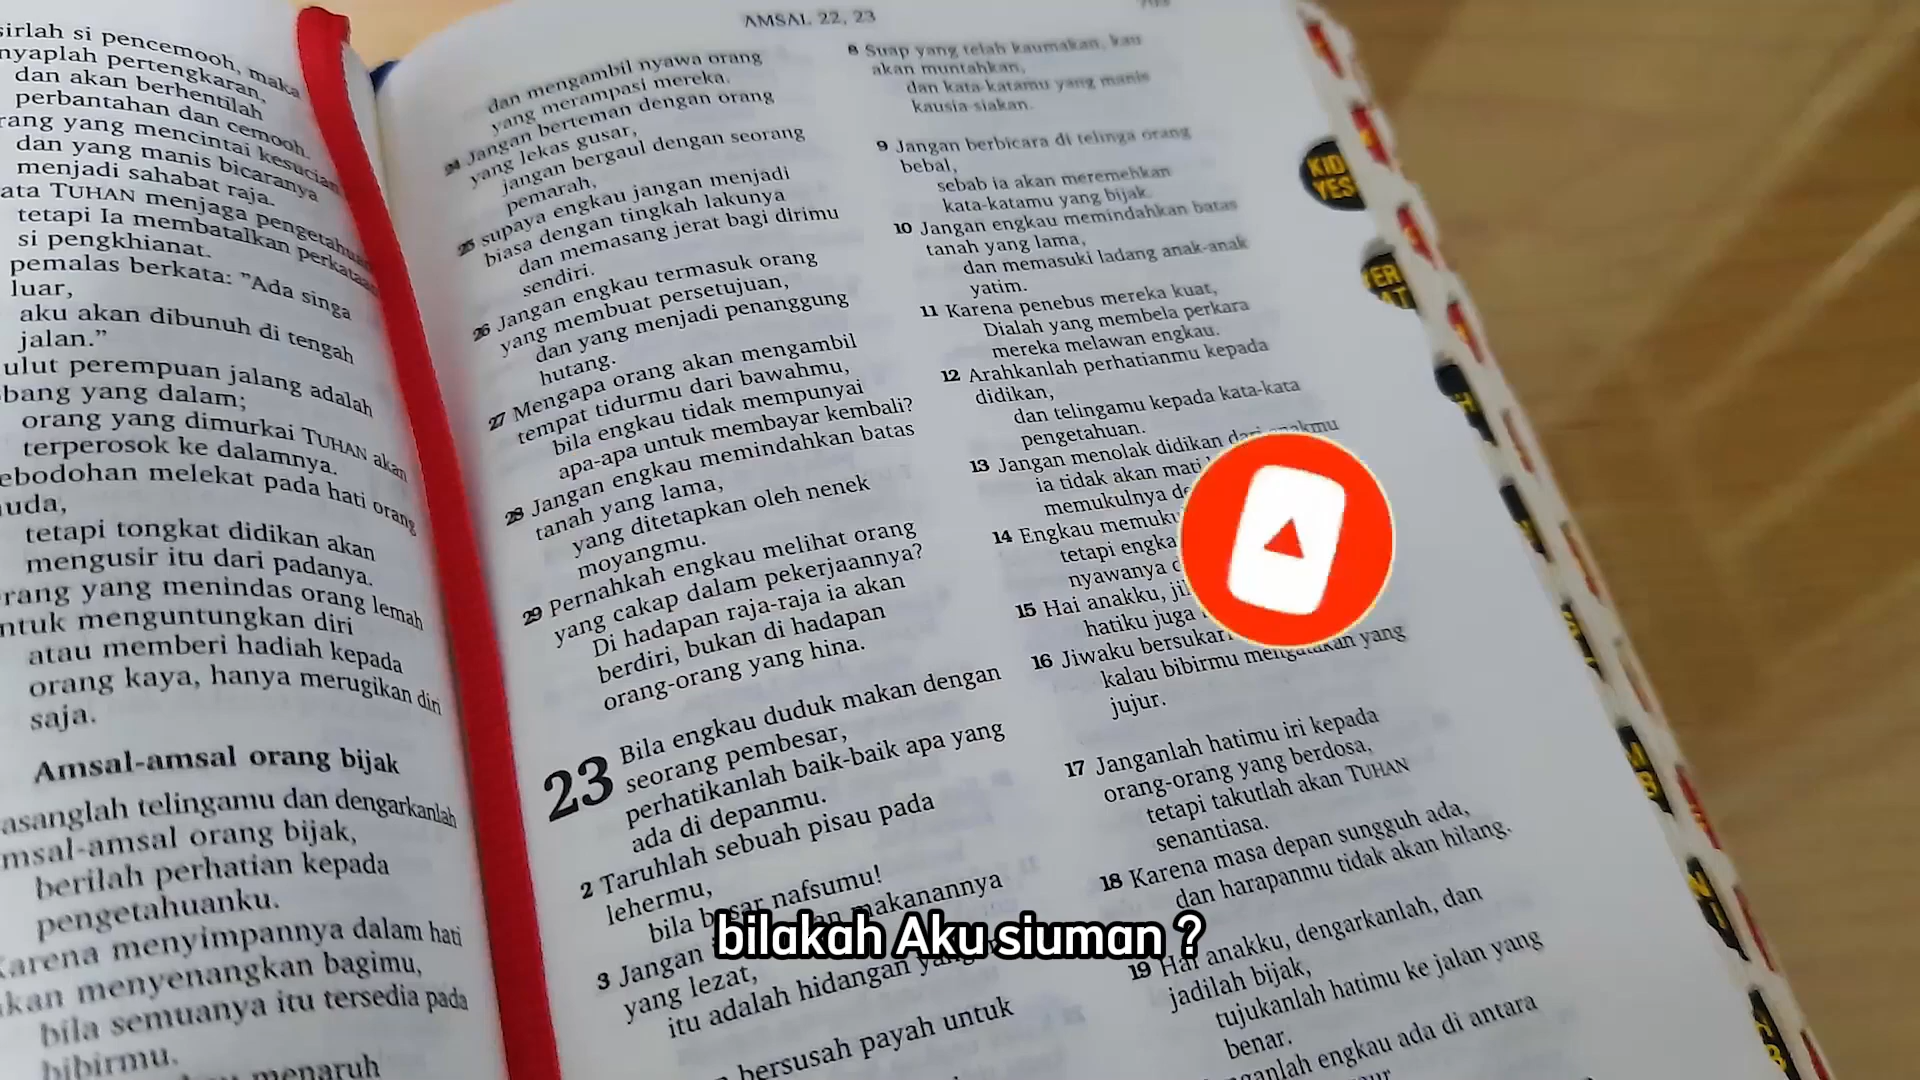 AMSAL 22, 23
sirlah si pencemooh, maka
nyaplah pertengkaran,
dan akan berhentilah
perbantahan dan cemooh.
rang yang mencintai kesucian
dan yang manis bicaranya
menjadi sahabat raja.
ata TUHAN menjaga pengetahuan
tetapi Ia membatalkan perkataan
si pengkhianat.
pemalas berkata: "Ada singa
luar,
aku akan dibunuh di tengah
jalan."
ulut perempuan jalang adalah
bang yang dalam;
orang yang dimurkai TUHAN akan
terperosok ke dalamnya.
ebodohan melekat pada hati orang
uda,
tetapi tongkat didikan akan
mengusir itu dari padanya.
rang yang menindas orang lemah
ntuk menguntungkan diri
atau memberi hadiah kepada
orang kaya, hanya merugikan diri
saja.
Amsal-amsal orang bijak
asanglah telingamu dan dengarkanlah
msal-amsal orang bijak,
berilah perhatian kepada
pengetahuanku.
Karena menyimpannya dalam hati
kan menyenangkan bagimu,
bila semuanya itu tersedia pada
bibirmu.
menaruh
dan mengambil nyawa orang
yang merampasi mereka.
24 Jangan berteman dengan orang
yang lekas gusar,
jangan bergaul dengan seorang
pemarah,
25 supaya engkau jangan menjadi
biasa dengan tingkah lakunya
dan memasang jerat bagi dirimu
sendiri.
26 Jangan engkau termasuk orang
yang membuat persetujuan,
dan yang menjadi penanggung
hutang.
27 Mengapa orang akan mengambil
tempat tidurmu dari bawahmu,
bila engkau tidak mempunyai
apa-apa untuk membayar kembali?
28 Jangan engkau memindahkan batas
tanah yang lama,
yang ditetapkan oleh nenek
moyangmu.
29 Pernahkah engkau melihat orang
yang cakap dalam pekerjaannya?
Di hadapan raja-raja ia akan
berdiri, bukan di hadapan
orang-orang yang hina.
23 Bila engkau duduk makan dengan
seorang pembesar,
perhatikanlah baik-baik apa yang
ada di depanmu.
2 Taruhlah sebuah pisau pada
lehermu,
bila besar nafsumu!
3 Jangan makanannya
yang lezat,
itu adalah hidangan
bersusah payah untuk
8 Suap yang telah kaumakan, kau
akan muntahkan,
dan kata-katamu yang manis
kausia-siakan.
9 Jangan berbicara di telinga orang
bebal,
sebab ia akan meremehkan
kata-katamu yang bijak.
10 Jangan engkau memindahkan batas
tanah yang lama,
dan memasuki ladang anak-anak
yatim.
11 Karena penebus mereka kuat,
Dialah yang membela perkara
mereka melawan engkau.
12 Arahkanlah perhatianmu kepada
didikan,
dan telingamu kepada kata-kata
pengetahuan.
13 Jangan menolak didikan dari anakmu
ia tidak akan mati
memukulnya
14 Engkau
tetapi
nyawanya
15 Hai anakku,
hatiku juga
16 Jiwaku
kalau bibirmu mengatakan yang
jujur.
17 Janganlah hatimu iri kepada
orang-orang yang berdosa,
tetapi takutlah akan TUHAN
senantiasa.
18 Karena masa depan sungguh ada,
dan harapanmu tidak akan hilang.
19 Hai anakku, dengarkanlah, dan
jadilah bijak,
tujukanlah hatimu ke jalan yang
benar.
engkau ada di antara
KID
YES
bilakah Aku siuman ?